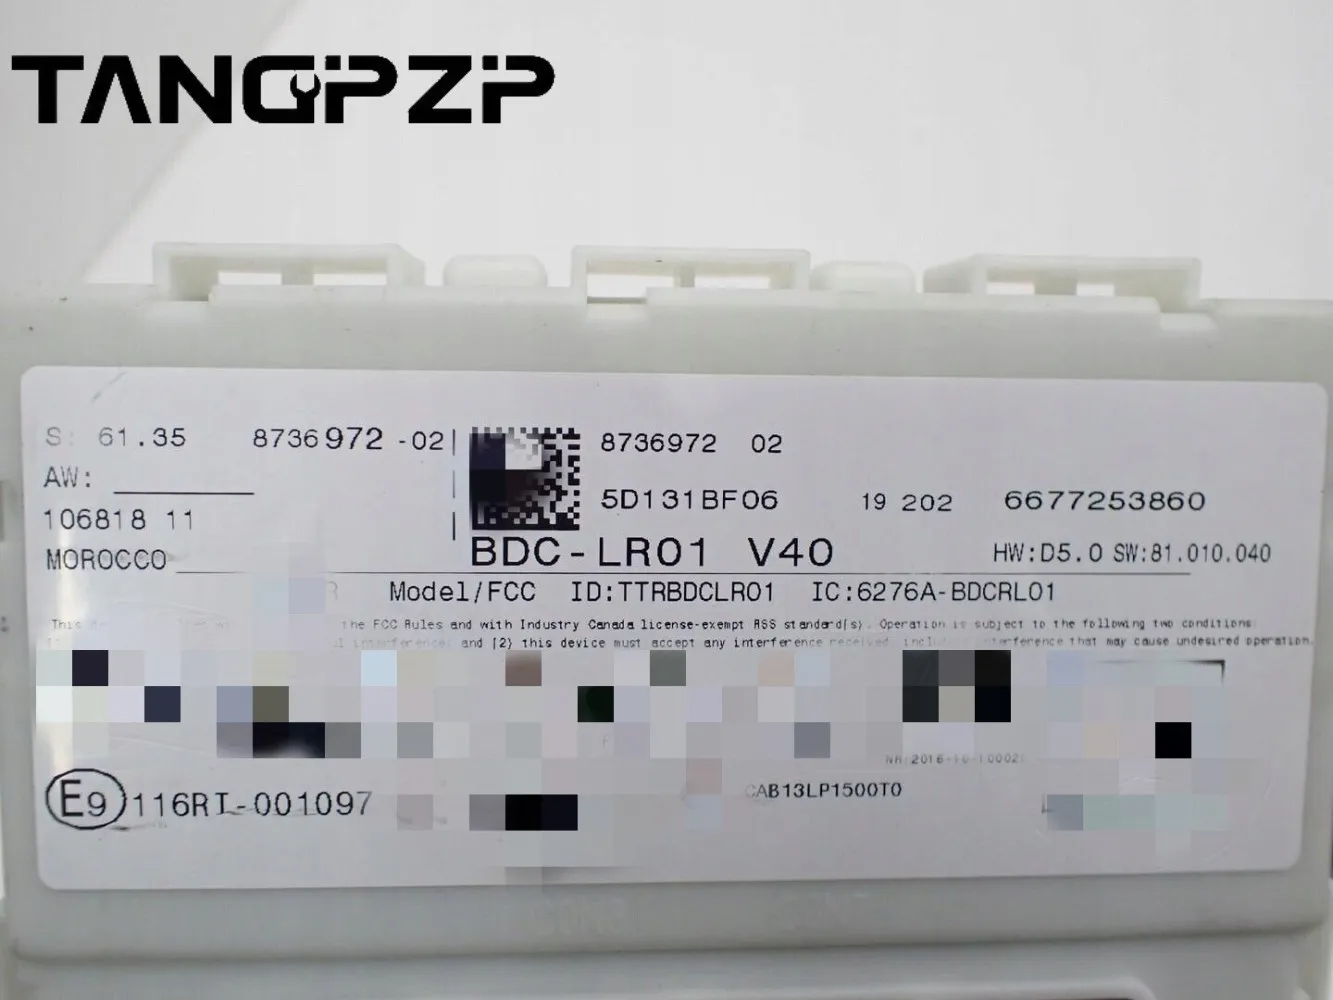 TANGPZP
S: 61.35 8736972 -02
8736972 02
AW:
5D131BF06 19 202 6677253860
106818 11
BDC-LR01 V40 HW:D5.0 SW:81.010.040
MOROCCO
Model/FCC ID:TTRBDCLR01 IC:6276A-BDCRL01
This the FCC Rules and with Industry Canada license-exempt RSS standard(s). Operation is subject to the following two conditions
interference and (2) this device must accept any interference received, interference that may cause undesired operation.
CAB13LP1500T0
E9 116RI-001097